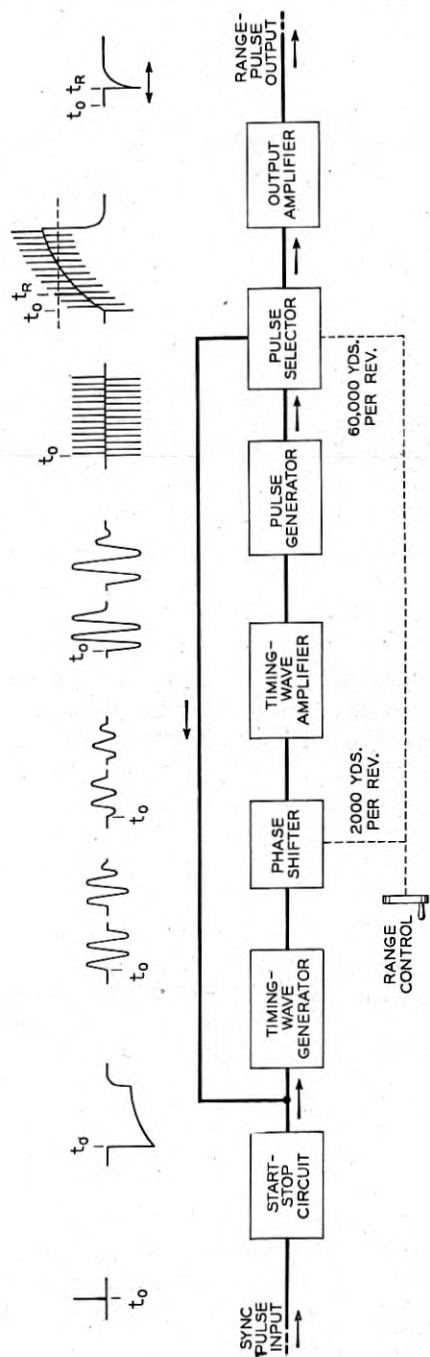 t₀
t₀
t₀
t₀
t₀
t₀
t₀ t_R
t₀ t_R
SYNC
PULSE
INPUT
START-
STOP
CIRCUIT
TIMING-
WAVE
GENERATOR
PHASE
SHIFTER
TIMING-
WAVE
AMPLIFIER
PULSE
GENERATOR
PULSE
SELECTOR
OUTPUT
AMPLIFIER
RANGE-
PULSE
OUTPUT
2000 YDS.
PER REV.
60,000 YDS.
PER REV.
RANGE
CONTROL